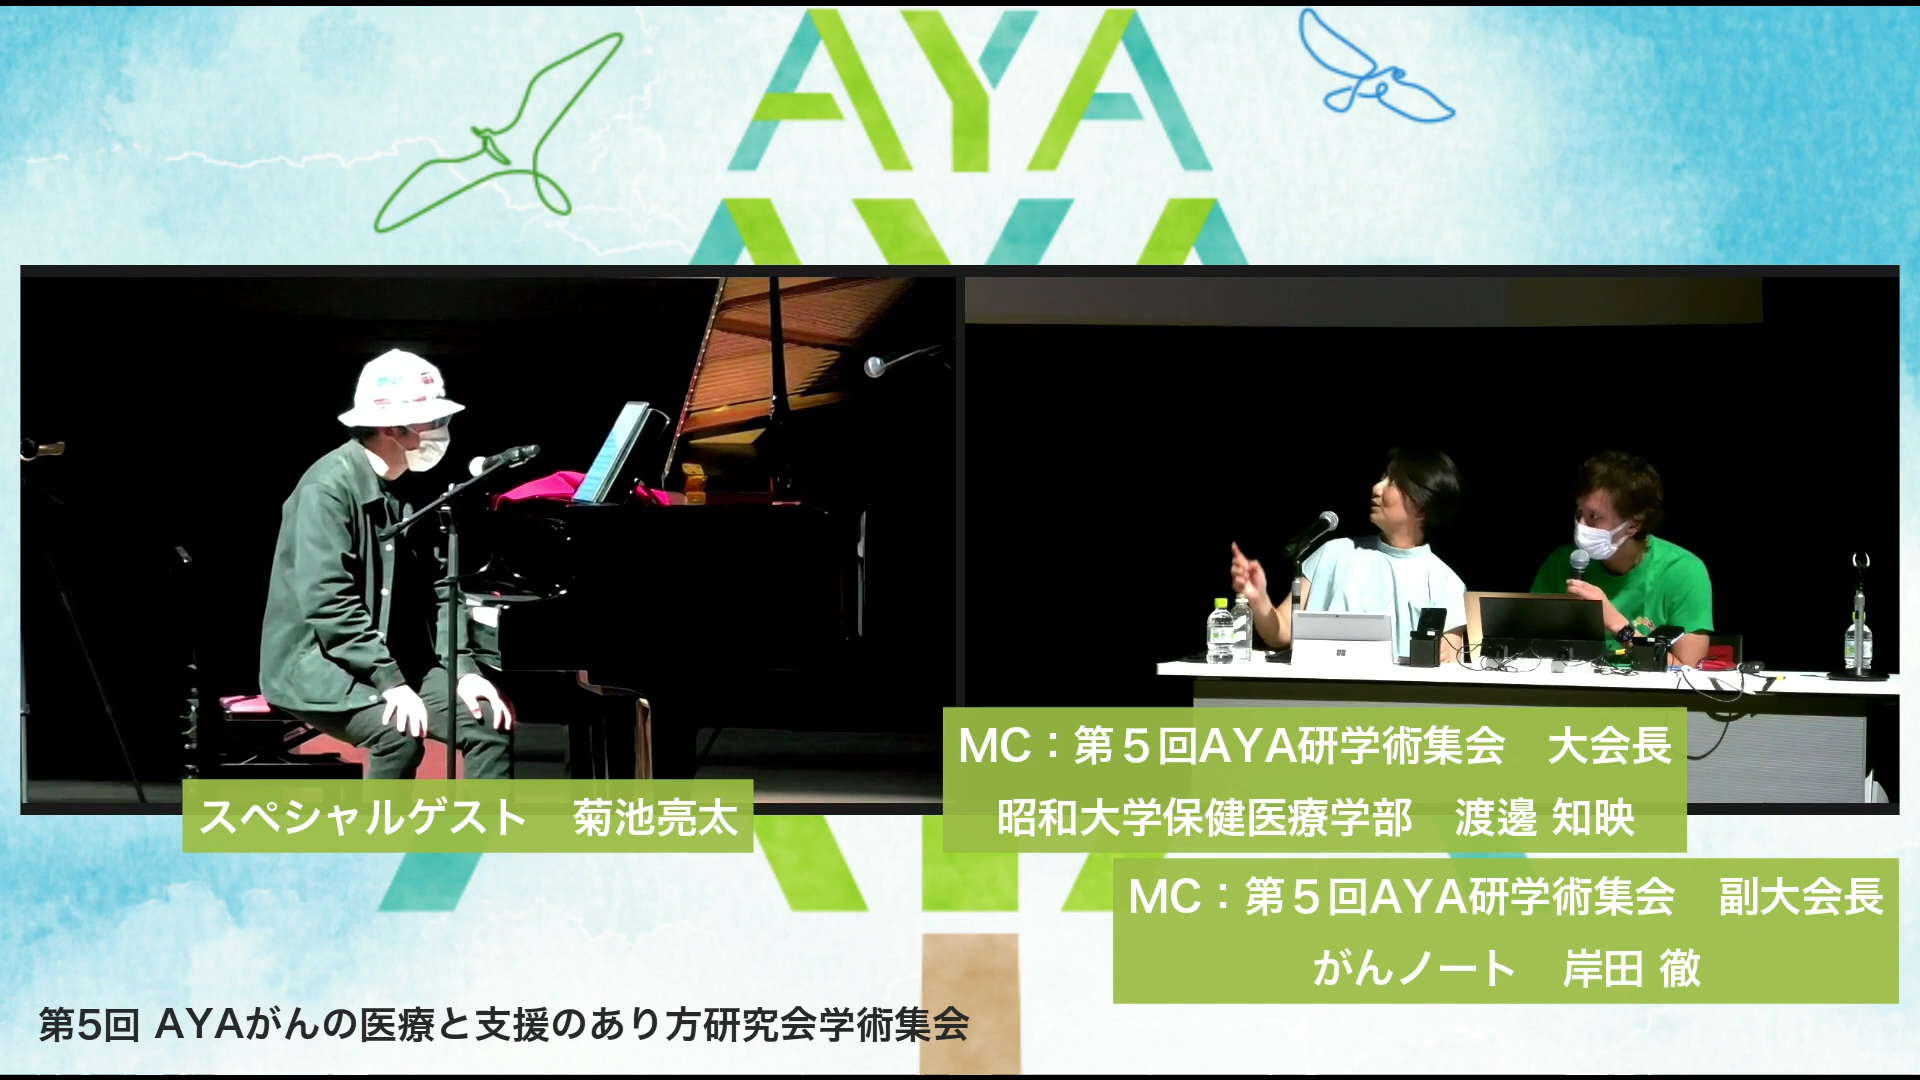 AYA
AYA
スペシャルゲスト　菊池亮太
MC：第５回AYA研学術集会　大会長
昭和大学保健医療学部　渡邊 知映
MC：第５回AYA研学術集会　副大会長
がんノート　岸田 徹
第5回 AYAがんの医療と支援のあり方研究会学術集会